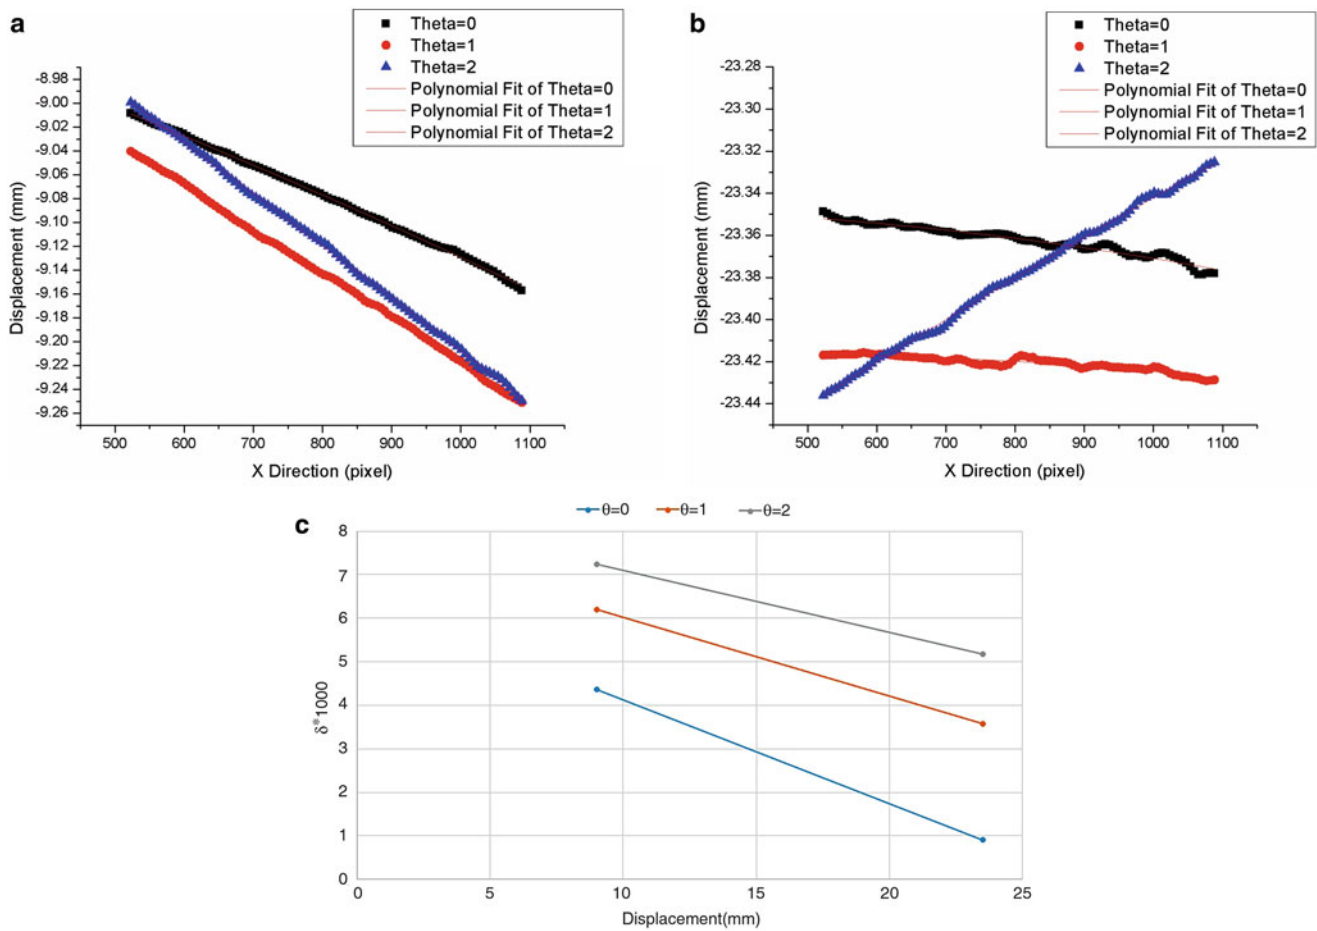 a
Theta=0
Theta=1
Theta=2
Polynomial Fit of Theta=0
Polynomial Fit of Theta=1
Polynomial Fit of Theta=2
Displacement (mm)
-8.98
-9.00
-9.02
-9.04
-9.06
-9.08
-9.10
-9.12
-9.14
-9.16
-9.18
-9.20
-9.22
-9.24
-9.26
500 600 700 800 900 1000 1100
X Direction (pixel)
b
Theta=0
Theta=1
Theta=2
Polynomial Fit of Theta=0
Polynomial Fit of Theta=1
Polynomial Fit of Theta=2
Displacement (mm)
-23.28
-23.30
-23.32
-23.34
-23.36
-23.38
-23.40
-23.42
-23.44
500 600 700 800 900 1000 1100
X Direction (pixel)
c
θ=0 θ=1 θ=2
δ*1000
8
7
6
5
4
3
2
1
0
0 5 10 15 20 25
Displacement(mm)